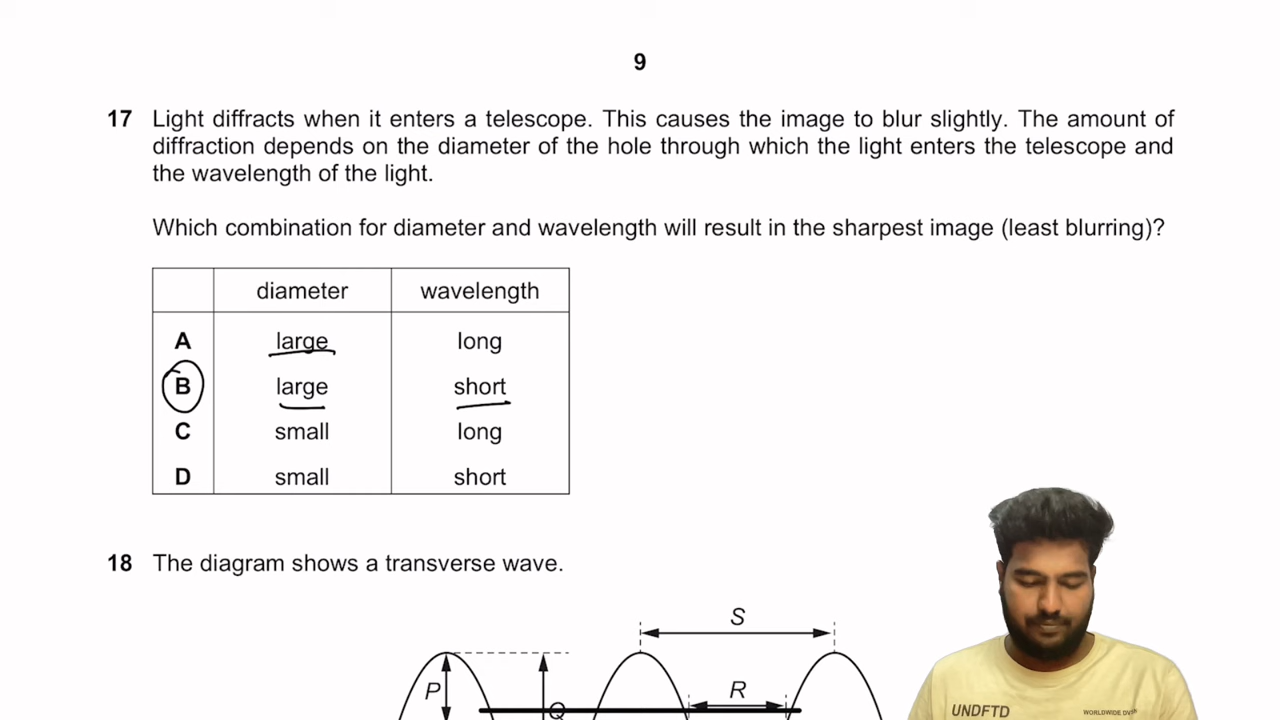 9
17 Light diffracts when it enters a telescope. This causes the image to blur slightly. The amount of
diffraction depends on the diameter of the hole through which the light enters the telescope and
the wavelength of the light.
Which combination for diameter and wavelength will result in the sharpest image (least blurring)?
diameter wavelength
A large long
B large short
C small long
D small short
18 The diagram shows a transverse wave.
S
P
R
Q
UNDFTD